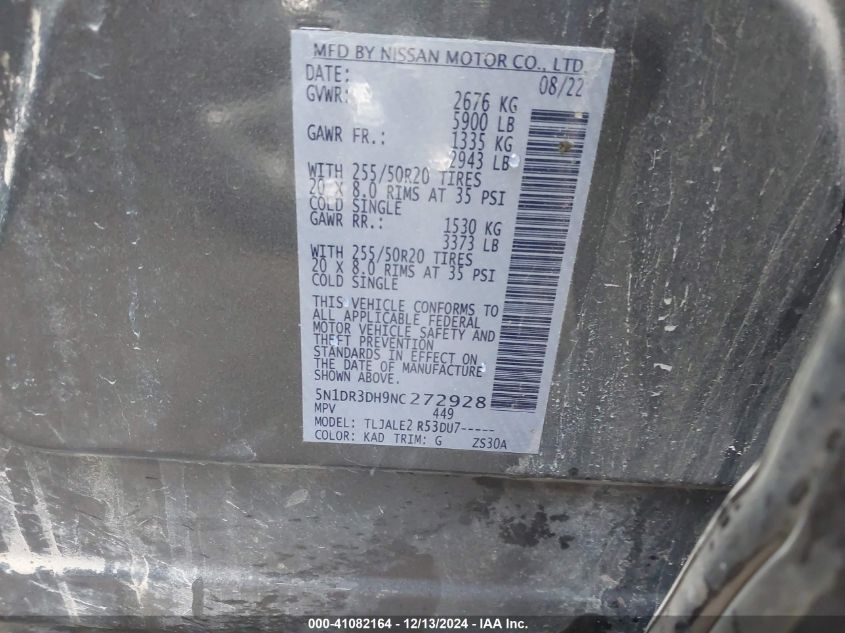 MFD BY NISSAN MOTOR CO., LTD
DATE: 08/22
GVWR: 2676 KG
5900 LB
GAWR FR.: 1335 KG
2943 LB
WITH 255/50R20 TIRES
20 X 8.0 RIMS AT 35 PSI
COLD SINGLE
GAWR RR.: 1530 KG
3373 LB
WITH 255/50R20 TIRES
20 X 8.0 RIMS AT 35 PSI
COLD SINGLE
THIS VEHICLE CONFORMS TO
ALL APPLICABLE FEDERAL
MOTOR VEHICLE SAFETY AND
THEFT PREVENTION
STANDARDS IN EFFECT ON
THE DATE OF MANUFACTURE
SHOWN ABOVE.
5N1DR3DH9NC272928
MPV 449
MODEL: TLJALE2 R53DU7-----
COLOR: KAD TRIM: G ZS30A
000-41082164 - 12/13/2024 - IAAI.com